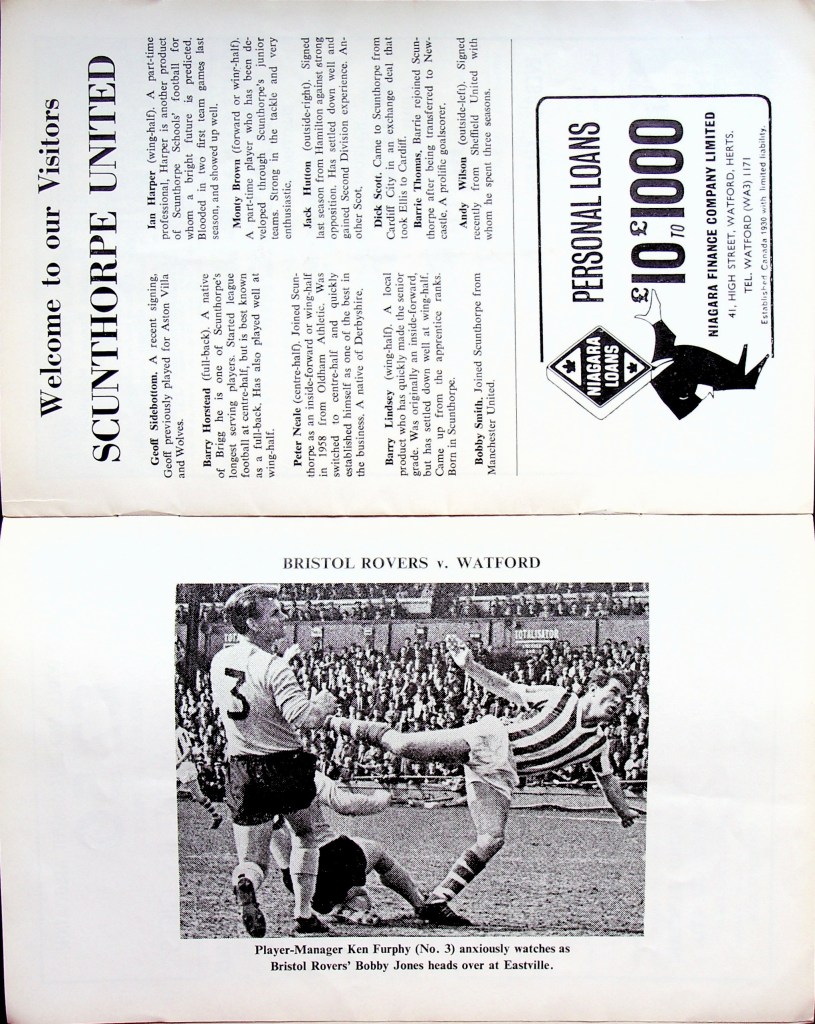 Welcome to our Visitors
SCUNTHORPE UNITED
Geoff Sidebottom. A recent signing,
Geoff previously played for Aston Villa
and Wolves.
Barry Horstead (full-back). A native
of Brigg he is one of Scunthorpe's
longest serving players. Started league
football at centre-half, but is best known
as a full-back. Has also played well at
wing-half.
Peter Neale (centre-half). Joined Scun-
thorpe as an inside-forward or wing-half
in 1958 from Oldham Athletic. Was
switched to centre-half and quickly
established himself as one of the best in
the business. A native of Derbyshire.
Barry Lindsey (wing-half). A local
product who has quickly made the senior
grade. Was originally an inside-forward,
but has settled down well at wing-half.
Came up from the apprentice ranks.
Born in Scunthorpe.
Bobby Smith. Joined Scunthorpe from
Manchester United.
Ian Harper (wing-half). A part-time
professional, Harper is another product
of Scunthorpe Schools' football for
whom a bright future is predicted.
Blooded in two first team games last
season, and showed up well.
Monty Brown (forward or wing-half).
A part-time player who has been de-
veloped through Scunthorpe's junior
teams. Strong in the tackle and very
enthusiastic.
Jack Hutton (outside-right). Signed
last season from Hamilton against strong
opposition. Has settled down well and
gained Second Division experience. An-
other Scot.
Dick Scott. Came to Scunthorpe from
Cardiff City in an exchange deal that
took Ellis to Cardiff.
Barrie Thomas. Barrie rejoined Scun-
thorpe after being transferred to New-
castle. A prolific goalscorer.
Andy Wilson (outside-left). Signed
recently from Sheffield United with
whom he spent three seasons.
NIAGARA
LOANS
PERSONAL LOANS
£10 TO £1000
NIAGARA FINANCE COMPANY LIMITED
41, HIGH STREET, WATFORD, HERTS.
TEL. WATFORD (WA3) 1171
Established Canada 1930 with limited liability.
BRISTOL ROVERS v. WATFORD
TOTALISATOR
3
Player-Manager Ken Furphy (No. 3) anxiously watches as
Bristol Rovers' Bobby Jones heads over at Eastville.